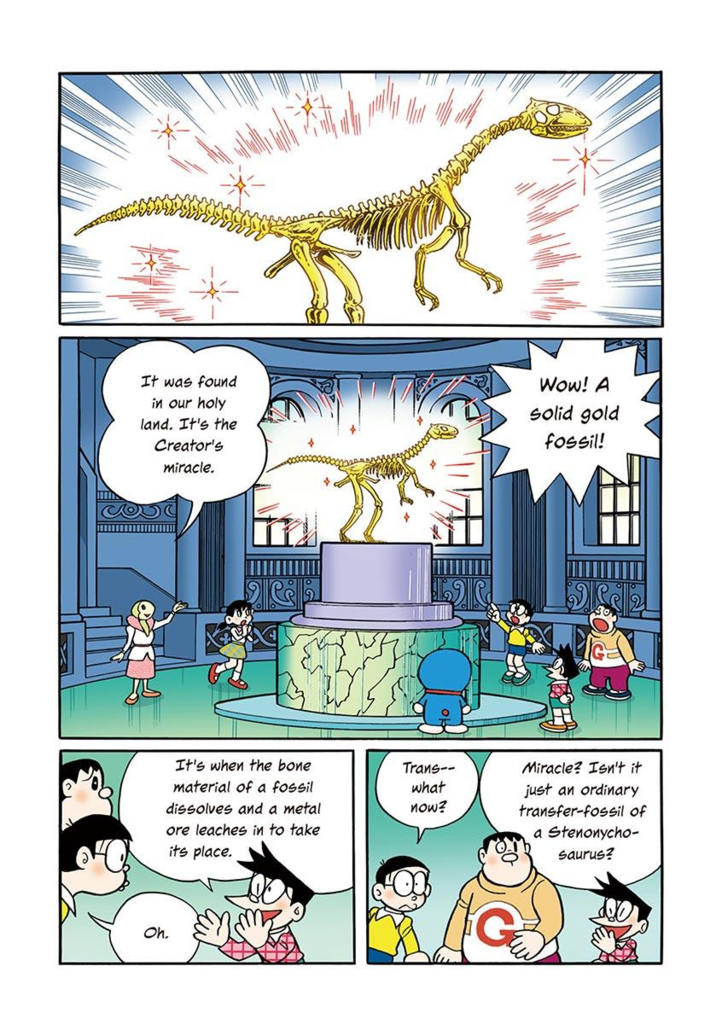 Wow! A
solid gold
fossil!
It was found
in our holy
land. It's the
Creator's
miracle.
G
Miracle? Isn't it
just an ordinary
transfer-fossil of
a Stenonycho-
saurus?
Trans--
what
now?
G
It's when the bone
material of a fossil
dissolves and a metal
ore leaches in to take
its place.
Oh.